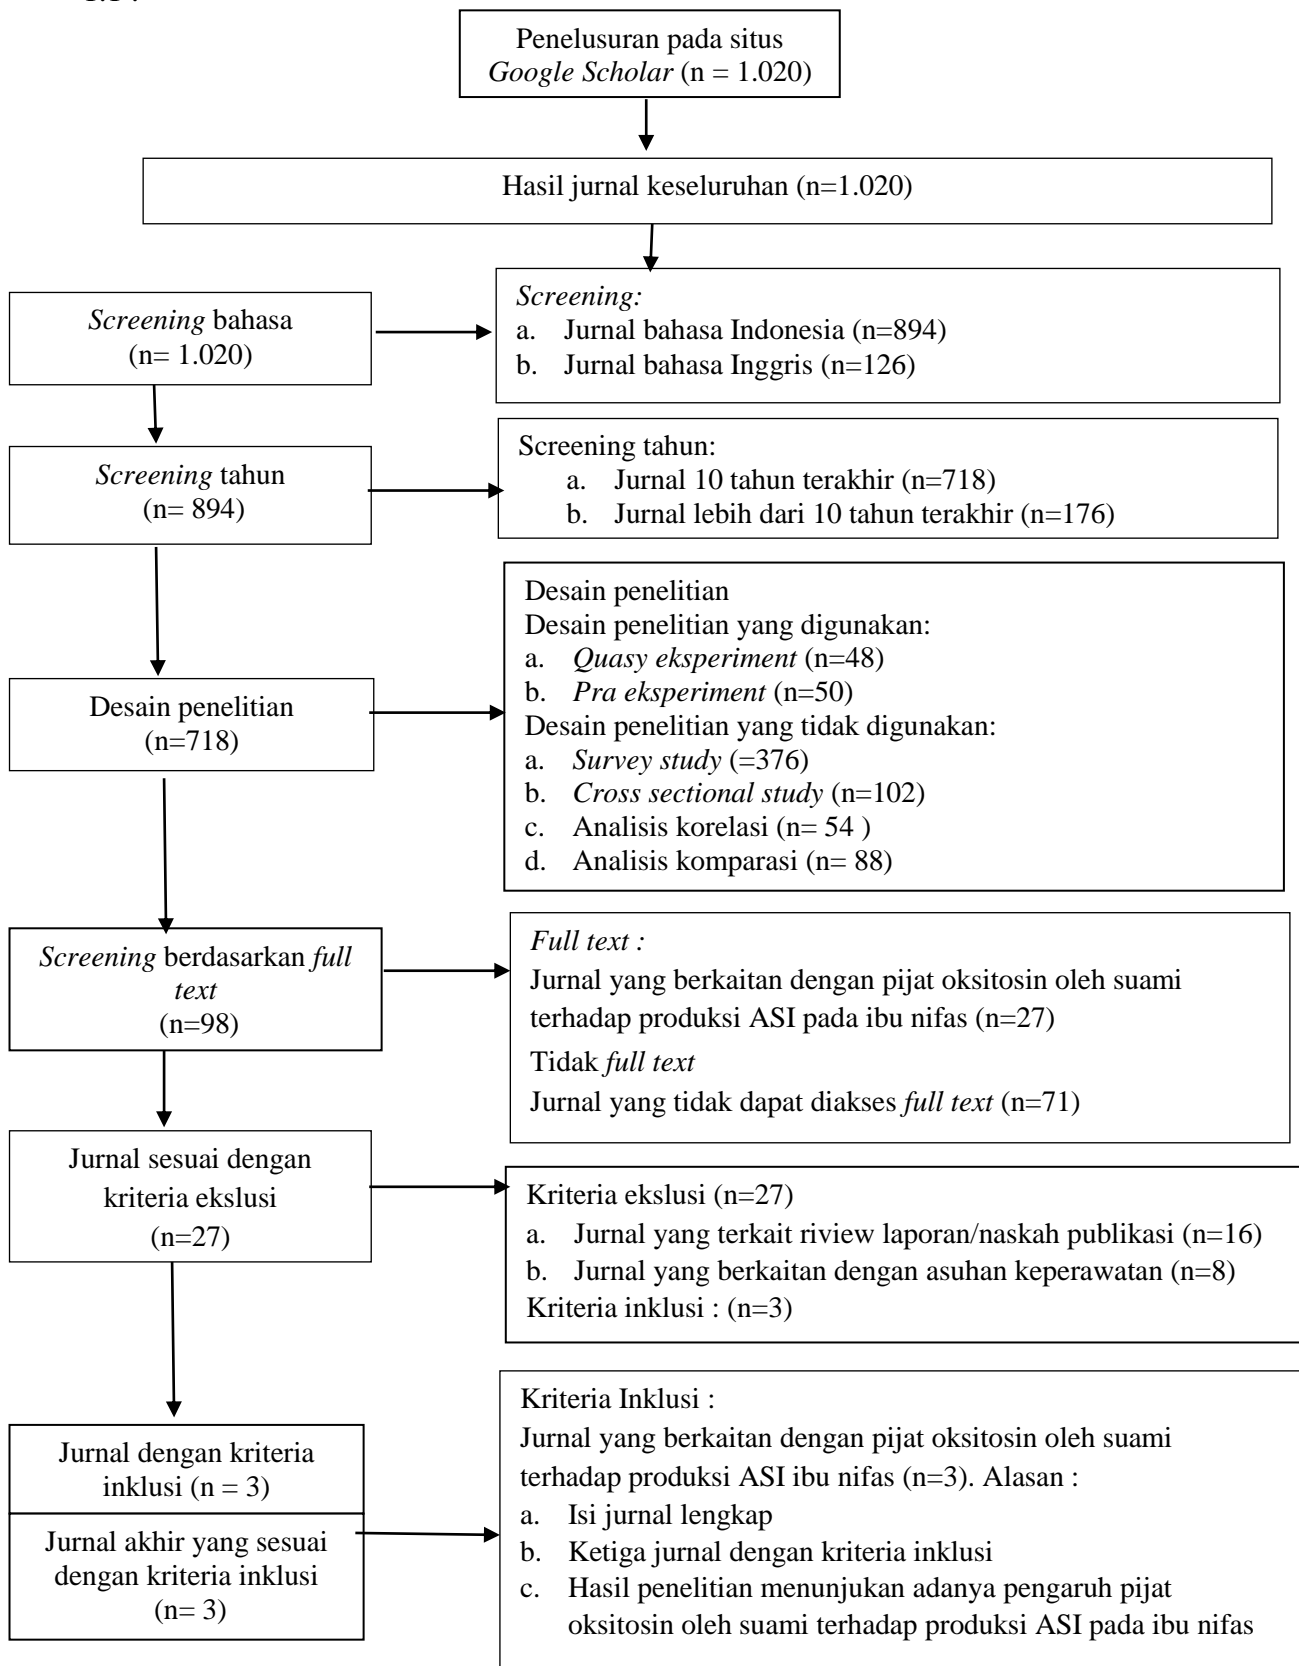 Penelusuran pada situs
Google Scholar (n = 1.020)
Hasil jurnal keseluruhan (n=1.020)
Screening bahasa
(n= 1.020)
Screening:
a. Jurnal bahasa Indonesia (n=894)
b. Jurnal bahasa Inggris (n=126)
Screening tahun
(n= 894)
Screening tahun:
a. Jurnal 10 tahun terakhir (n=718)
b. Jurnal lebih dari 10 tahun terakhir (n=176)
Desain penelitian
(n=718)
Desain penelitian
Desain penelitian yang digunakan:
a. Quasy eksperiment (n=48)
b. Pra eksperiment (n=50)
Desain penelitian yang tidak digunakan:
a. Survey study (=376)
b. Cross sectional study (n=102)
c. Analisis korelasi (n= 54 )
d. Analisis komparasi (n= 88)
Screening berdasarkan full
text
(n=98)
Full text :
Jurnal yang berkaitan dengan pijat oksitosin oleh suami
terhadap produksi ASI pada ibu nifas (n=27)
Tidak full text
Jurnal yang tidak dapat diakses full text (n=71)
Jurnal sesuai dengan
kriteria ekslusi
(n=27)
Kriteria ekslusi (n=27)
a. Jurnal yang terkait riview laporan/naskah publikasi (n=16)
b. Jurnal yang berkaitan dengan asuhan keperawatan (n=8)
Kriteria inklusi : (n=3)
Jurnal dengan kriteria
inklusi (n = 3)
Jurnal akhir yang sesuai
dengan kriteria inklusi
(n= 3)
Kriteria Inklusi :
Jurnal yang berkaitan dengan pijat oksitosin oleh suami
terhadap produksi ASI ibu nifas (n=3). Alasan :
a. Isi jurnal lengkap
b. Ketiga jurnal dengan kriteria inklusi
c. Hasil penelitian menunjukan adanya pengaruh pijat
oksitosin oleh suami terhadap produksi ASI pada ibu nifas